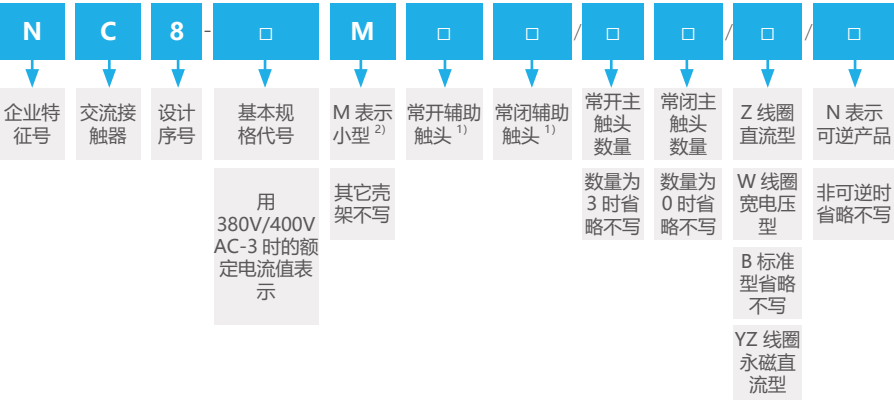 N C 8 - □ M □ □ / □ □ / □ / □
企业特
征号
交流接
触器
设计
序号
基本规
格代号
M 表示
小型 2)
常开辅助
触头 1)
常闭辅助
触头 1)
常开主
触头
数量
常闭主
触头
数量
Z 线圈
直流型
N 表示
可逆产品
用
380V/400V
AC-3 时的额
定电流值表
示
其它壳
架不写
数量为
3 时省
略不写
数量为
0 时省
略不写
W 线圈
宽电压
型
非可逆时
省略不写
B 标准
型省略
不写
YZ 线圈
永磁直
流型